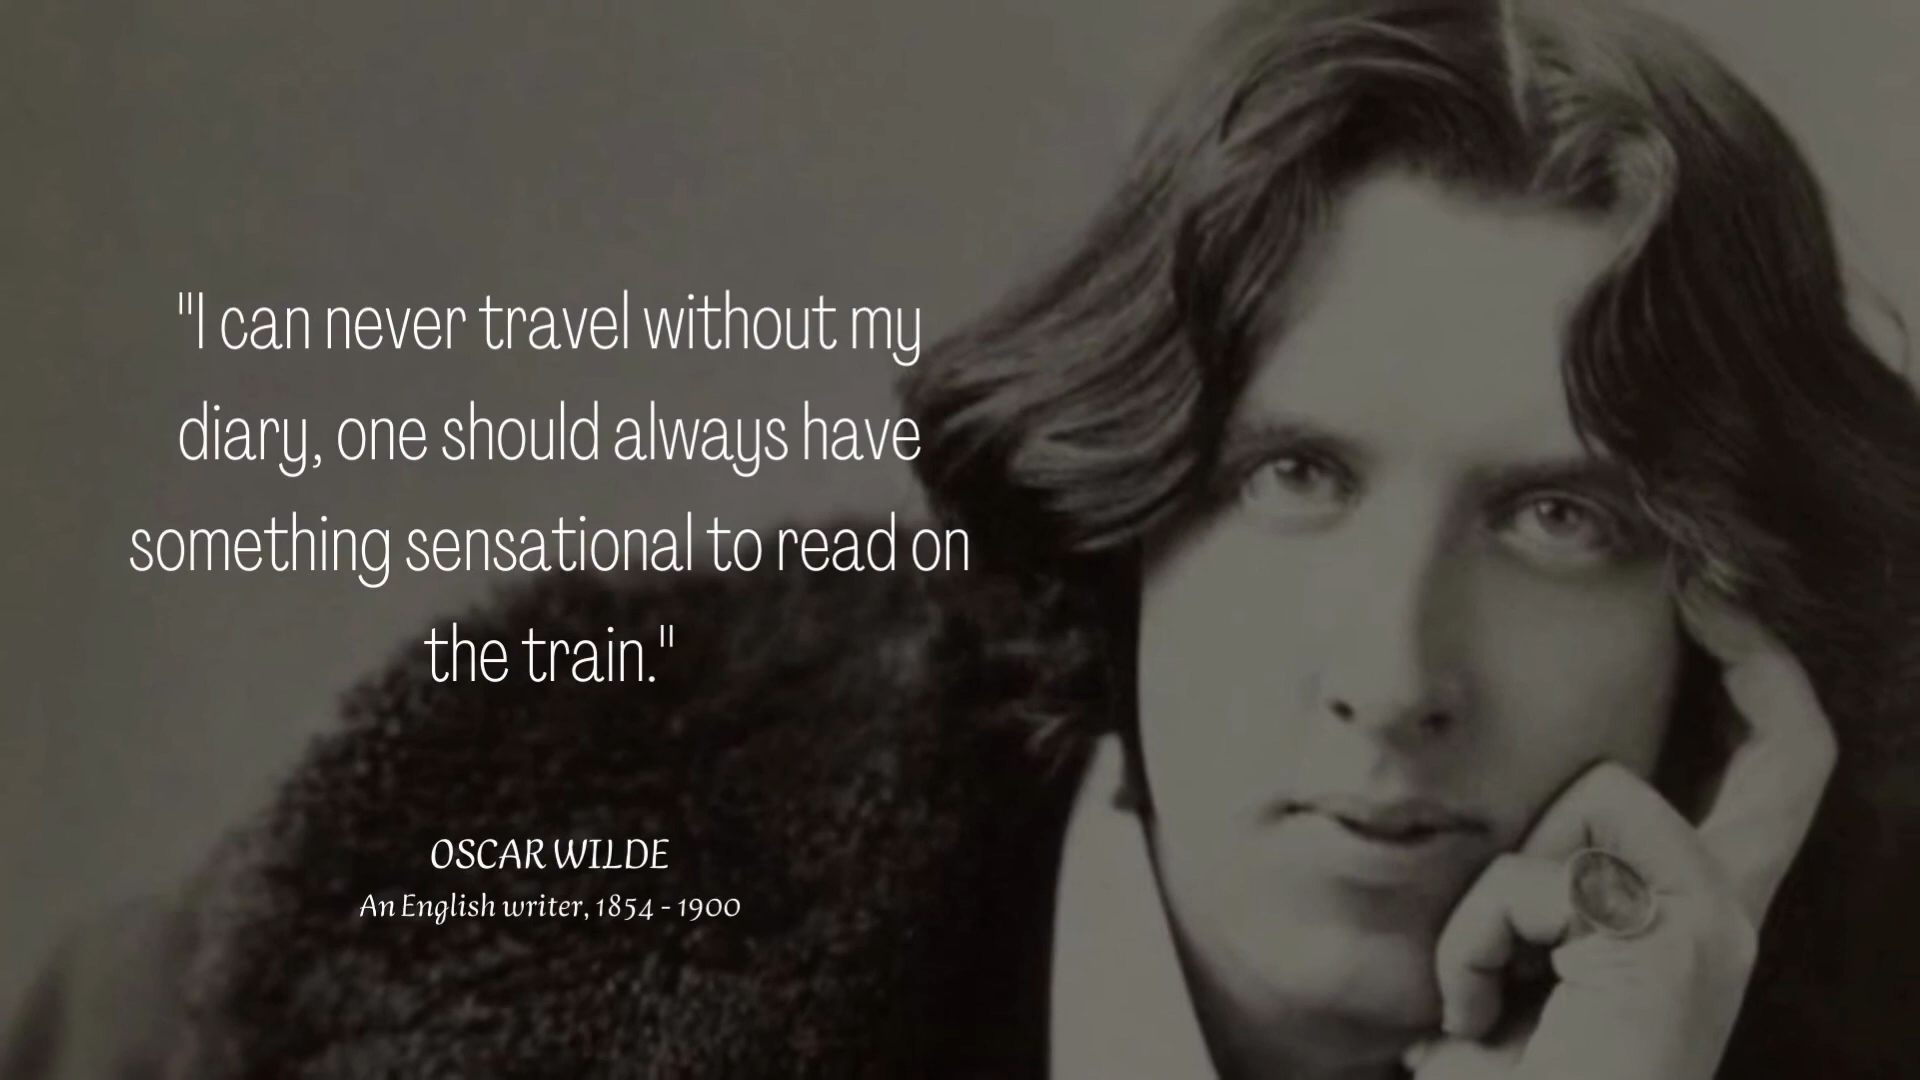 "I can never travel without my
diary, one should always have
something sensational to read on
the train."
OSCAR WILDE
An English writer, 1854 - 1900